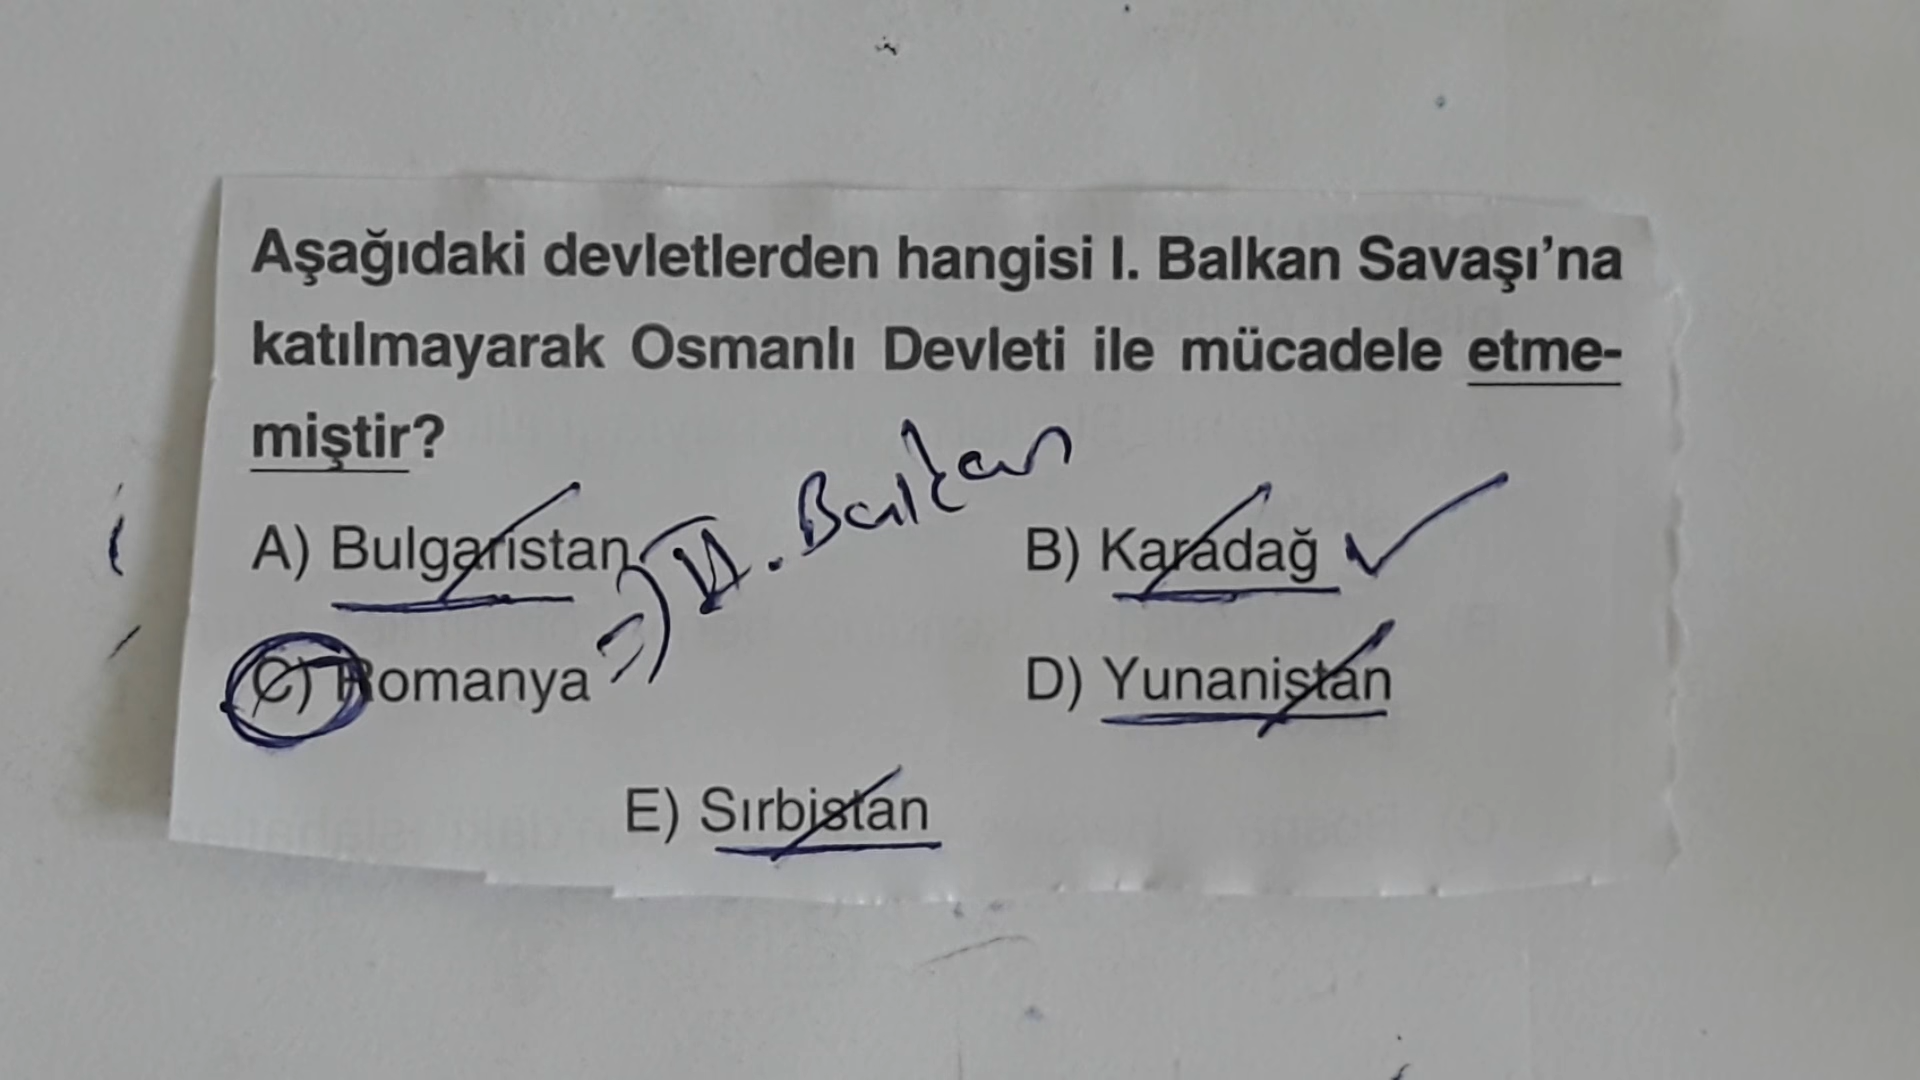 Aşağıdaki devletlerden hangisi I. Balkan Savaşı’na
katılmayarak Osmanlı Devleti ile mücadele etme-
miştir?
A) Bulgaristan
II. Balkan
B) Karadağ
C) Romanya
D) Yunanistan
E) Sırbistan